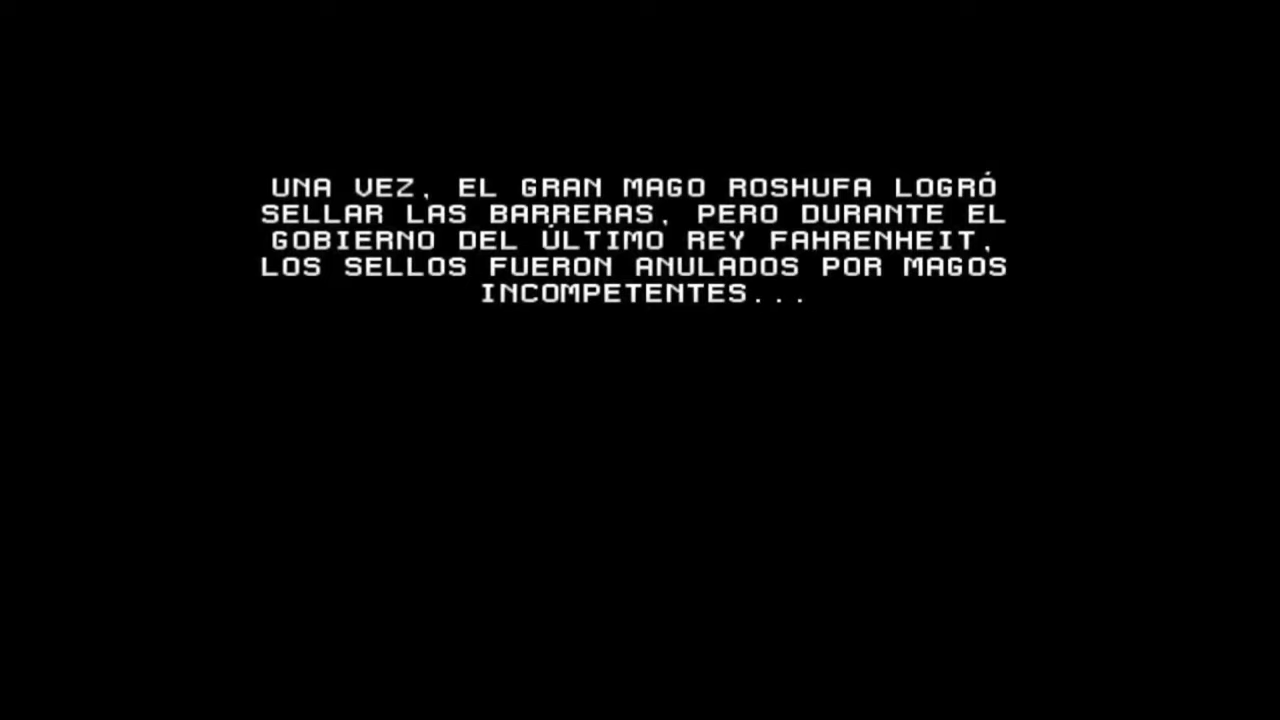 UNA VEZ, EL GRAN MAGO ROSHUFA LOGRÓ
SELLAR LAS BARRERAS, PERO DURANTE EL
GOBIERNO DEL ÚLTIMO REY FAHRENHEIT,
LOS SELLOS FUERON ANULADOS POR MAGOS
INCOMPETENTES...